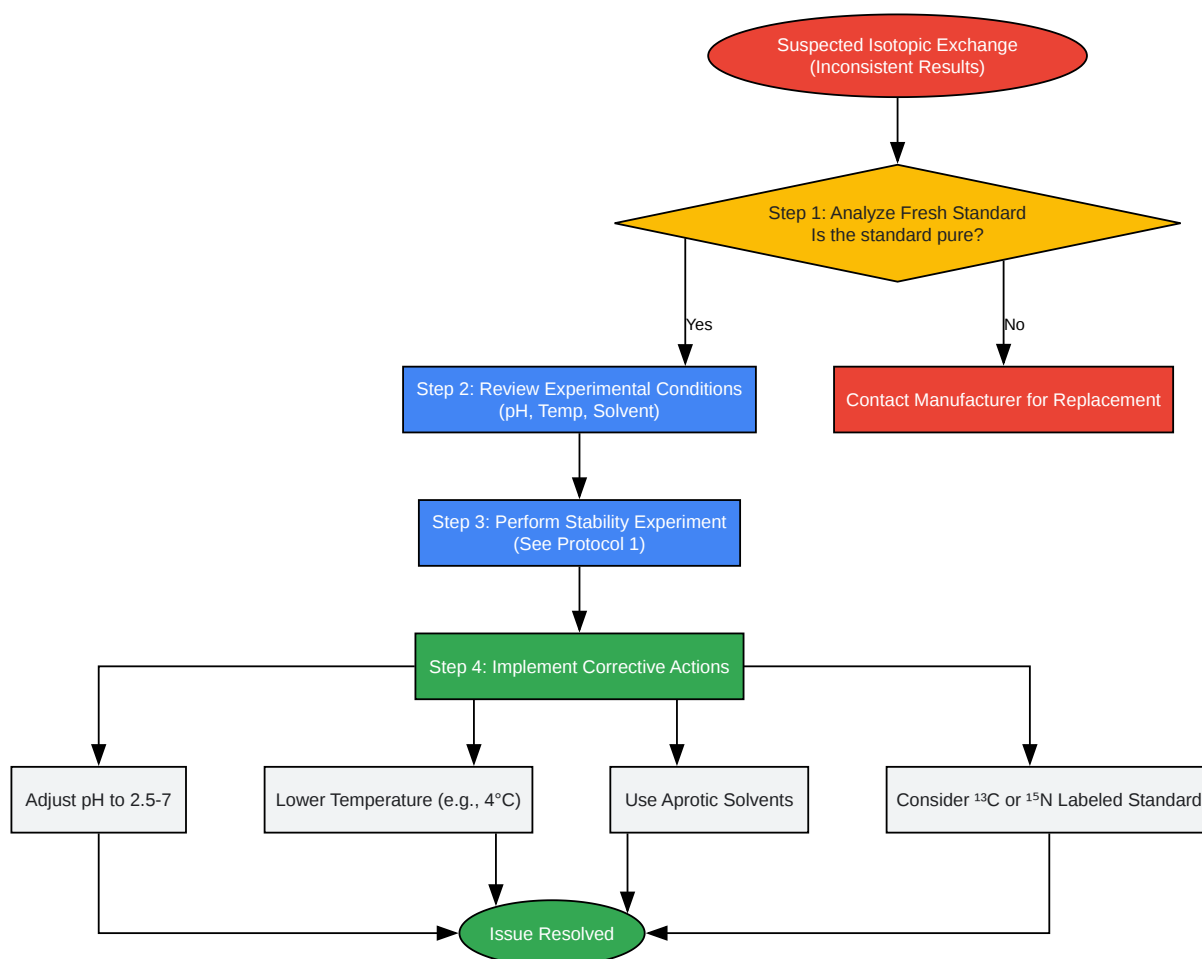 Suspected Isotopic Exchange
(Inconsistent Results)
Step 1: Analyze Fresh Standard
Is the standard pure?
Yes
No
Step 2: Review Experimental Conditions
(pH, Temp, Solvent)
Contact Manufacturer for Replacement
Step 3: Perform Stability Experiment
(See Protocol 1)
Step 4: Implement Corrective Actions
Adjust pH to 2.5-7
Lower Temperature (e.g., 4°C)
Use Aprotic Solvents
Consider ¹³C or ¹⁵N Labeled Standard
Issue Resolved